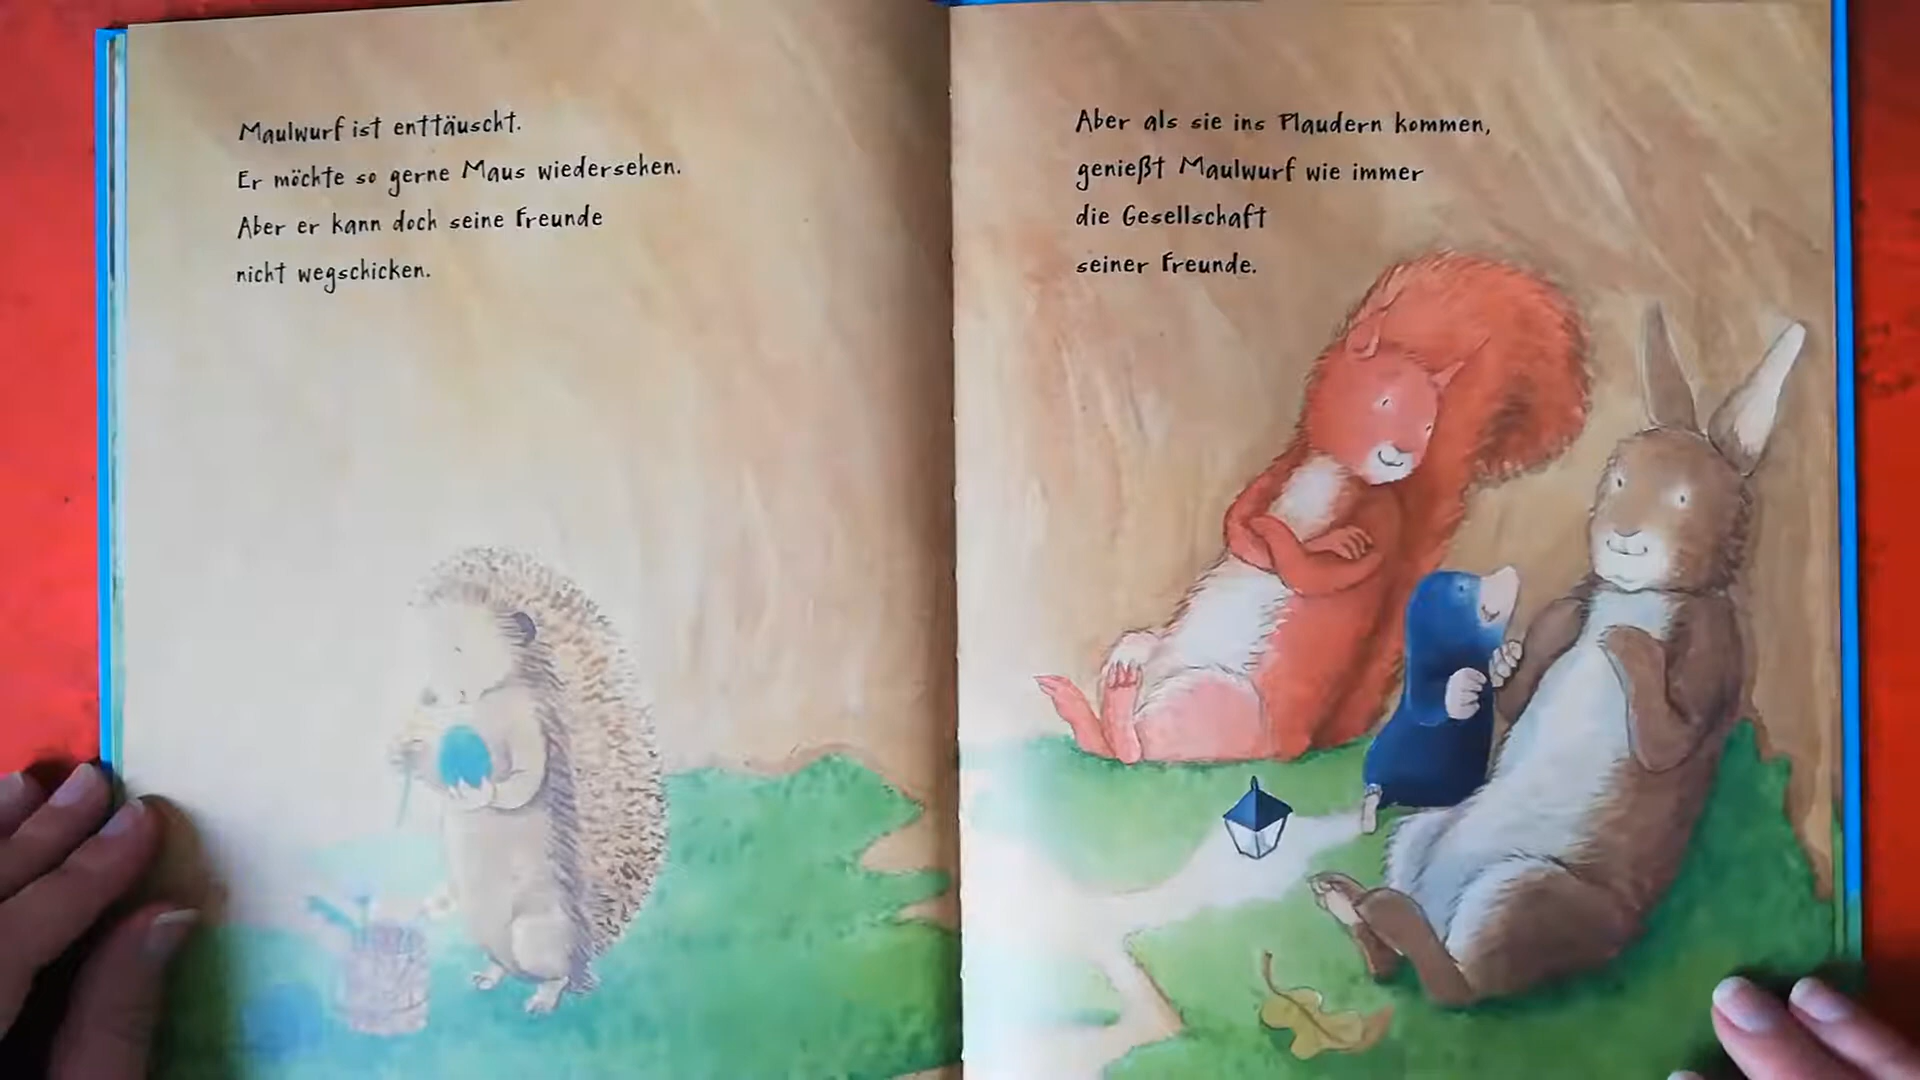 Maulwurf ist enttäuscht.
Er möchte so gerne Maus wiedersehen.
Aber er kann doch seine Freunde
nicht wegschicken.
Aber als sie ins Plaudern kommen,
genießt Maulwurf wie immer
die Gesellschaft
seiner Freunde.